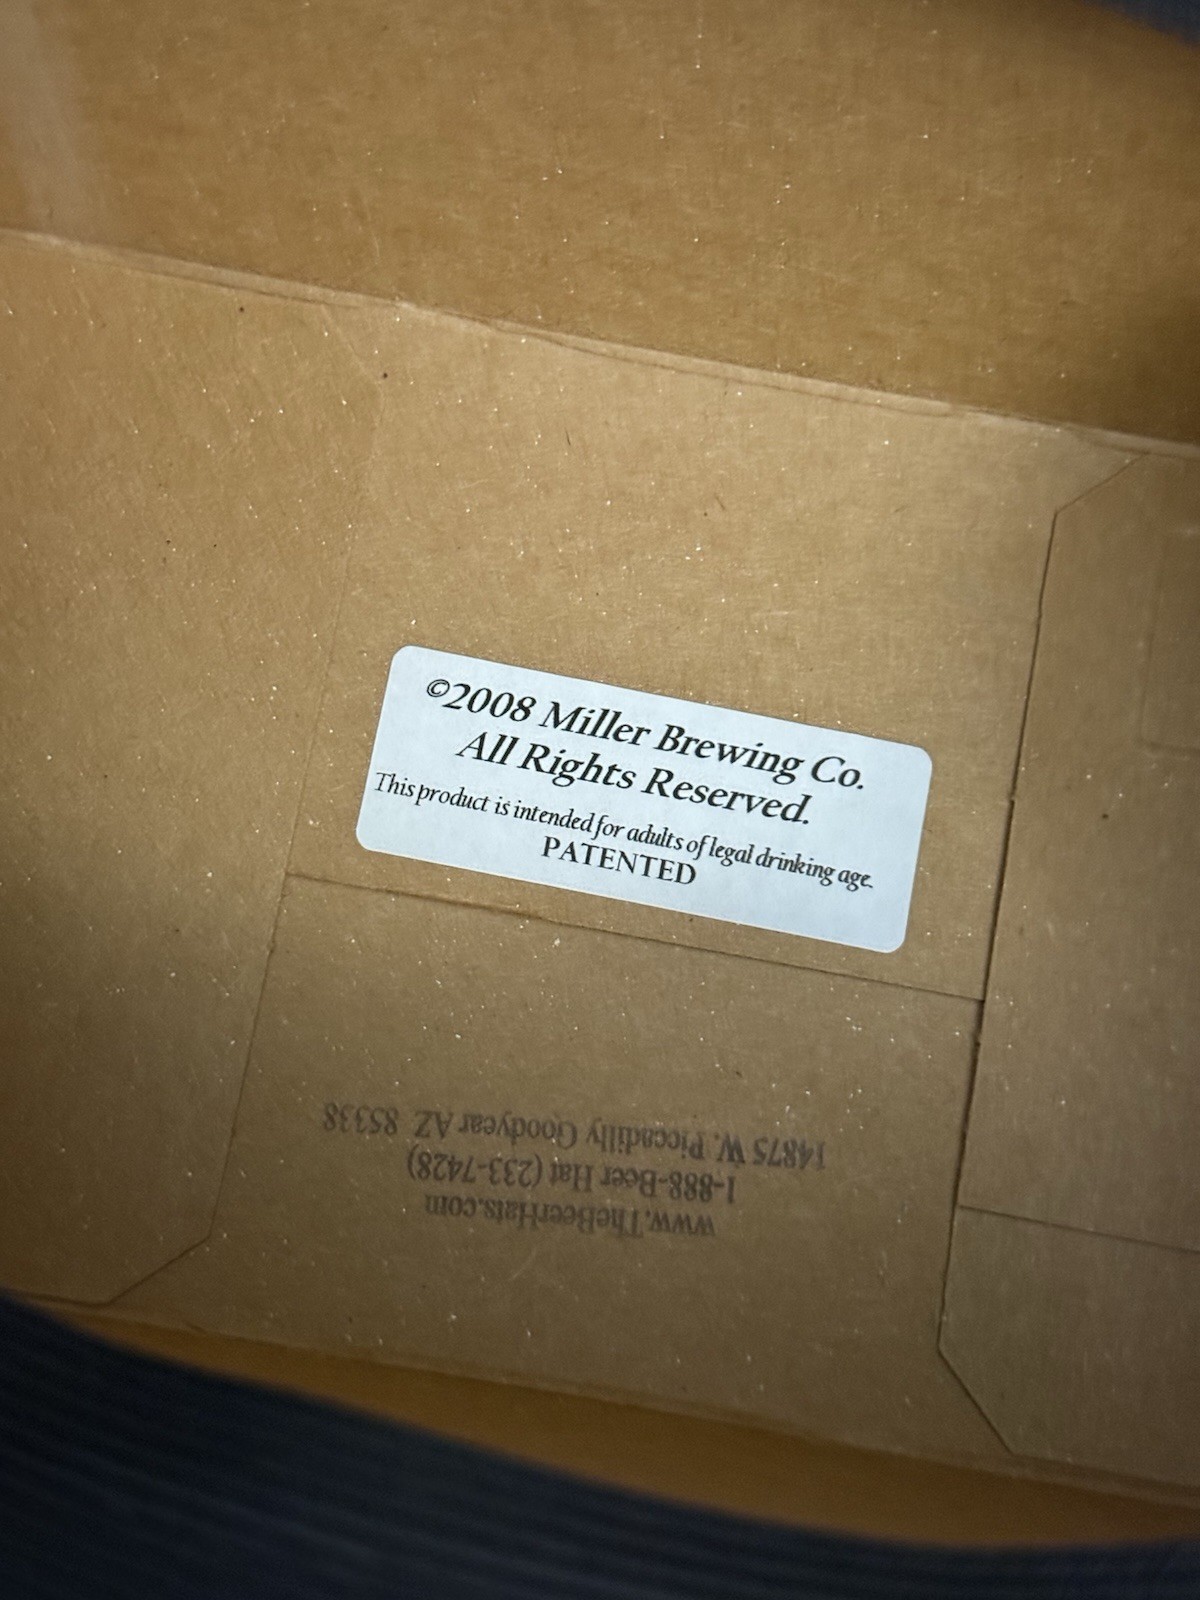 ©2008 Miller Brewing Co.
All Rights Reserved.
This product is intended for adults of legal drinking age.
PATENTED
www.TheBeerHats.com
1-888-Beer Hat (233-7428)
14875 W. Piccadilly Goodyear AZ 85338